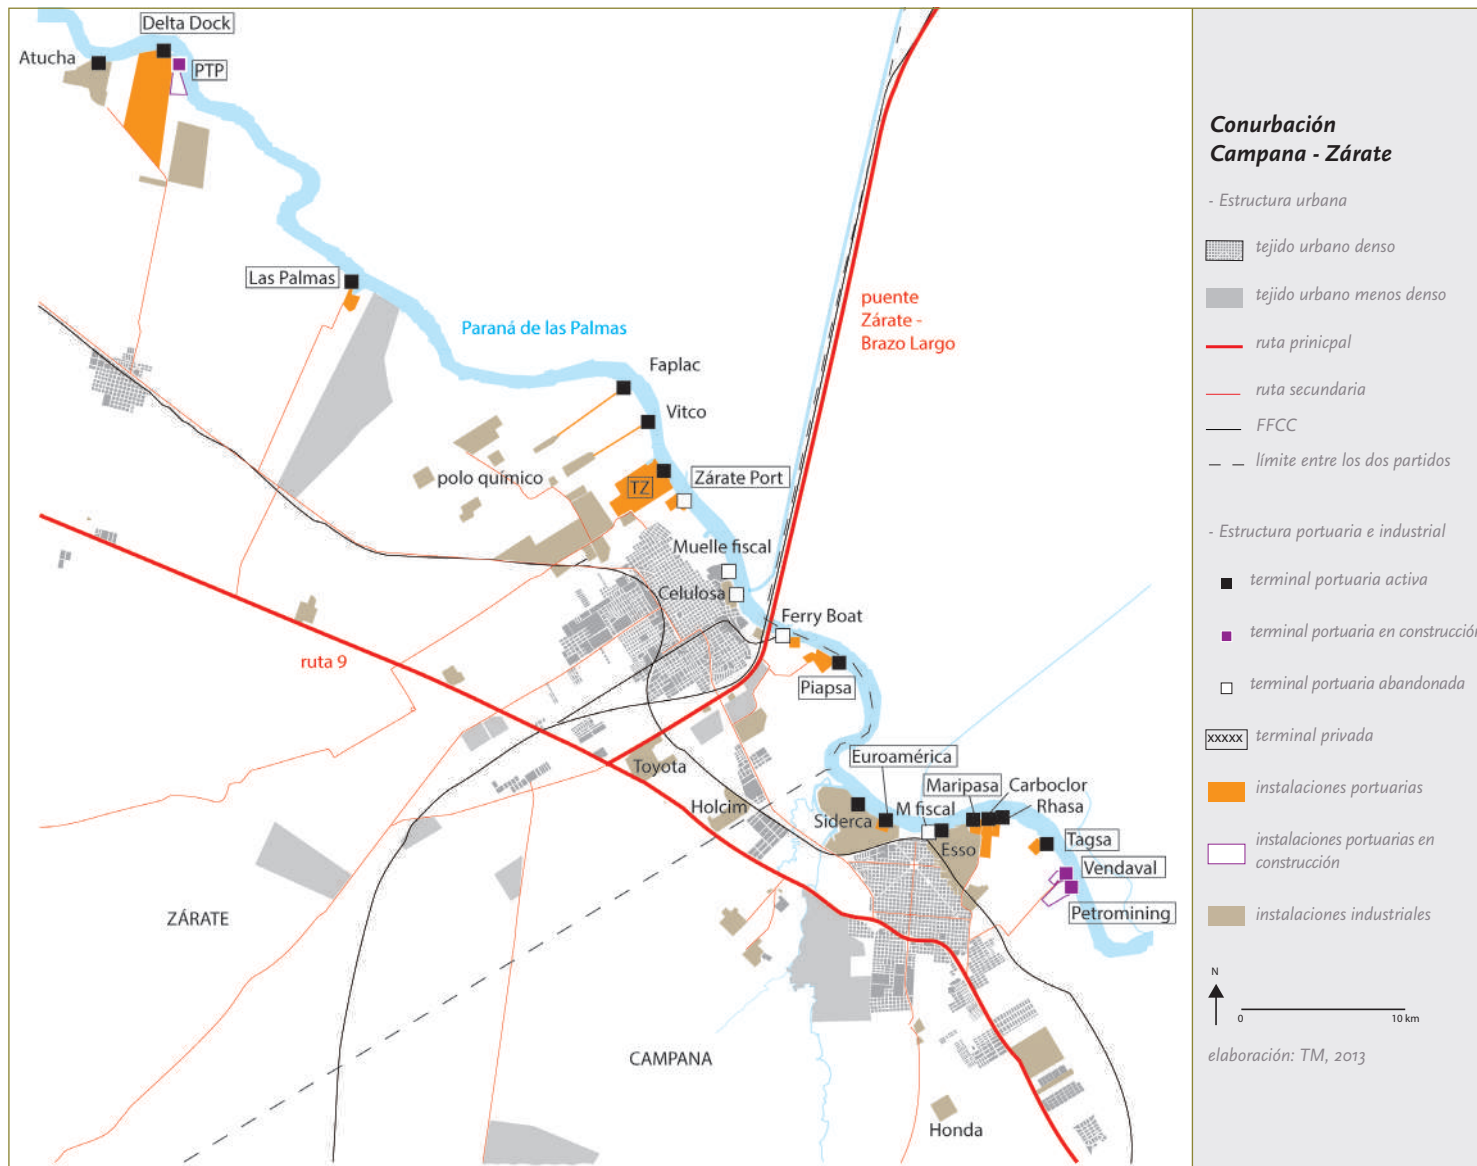 Delta Dock
Atucha
PTP
Las Palmas
Paraná de las Palmas
puente
Zárate -
Brazo Largo
Faplac
Vitco
polo químico
TZ
Zárate Port
Muelle fiscal
Celulosa
Ferry Boat
ruta 9
Piapsa
Toyota
Euroamérica
Maripasa
Carboclor
Holcim
M fiscal
Rhasa
Siderca
Esso
Tagsa
Vendaval
Petromining
ZÁRATE
CAMPANA
Honda
Conurbación
Campana - Zárate
- Estructura urbana
tejido urbano denso
tejido urbano menos denso
ruta prinicpal
ruta secundaria
FFCC
límite entre los dos partidos
- Estructura portuaria e industrial
terminal portuaria activa
terminal portuaria en construcción
terminal portuaria abandonada
xxxxx terminal privada
instalaciones portuarias
instalaciones portuarias en
construcción
instalaciones industriales
N
0 10 km
elaboración: TM, 2013